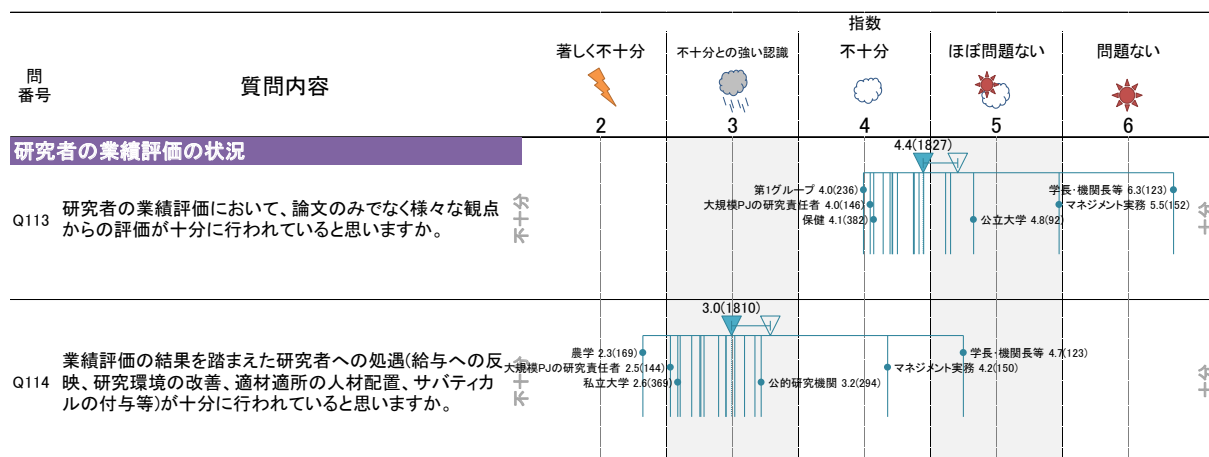 指数
著しく不十分
不十分との強い認識
不十分
ほぼ問題ない
問題ない
問
番号
質問内容
2
3
4
5
6
研究者の業績評価の状況
4.4(1827)
Q113
研究者の業績評価において、論文のみでなく様々な観点
からの評価が十分に行われていると思いますか。
不十分
第1グループ 4.0(236)
大規模PJの研究責任者 4.0(146)
保健 4.1(382)
学長・機関長等 6.3(123)
マネジメント実務 5.5(152)
公立大学 4.8(92)
十分
3.0(1810)
Q114
業績評価の結果を踏まえた研究者への処遇(給与への反
映、研究環境の改善、適材適所の人材配置、サバティカ
ルの付与等)が十分に行われていると思いますか。
不十分
農学 2.3(169)
大規模PJの研究責任者 2.5(144)
私立大学 2.6(369)
学長・機関長等 4.7(123)
マネジメント実務 4.2(150)
公的研究機関 3.2(294)
十分